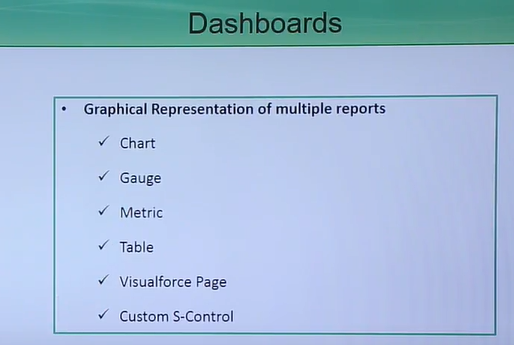 Dashboards
• Graphical Representation of multiple reports
✓ Chart
✓ Gauge
✓ Metric
✓ Table
✓ Visualforce Page
✓ Custom S-Control